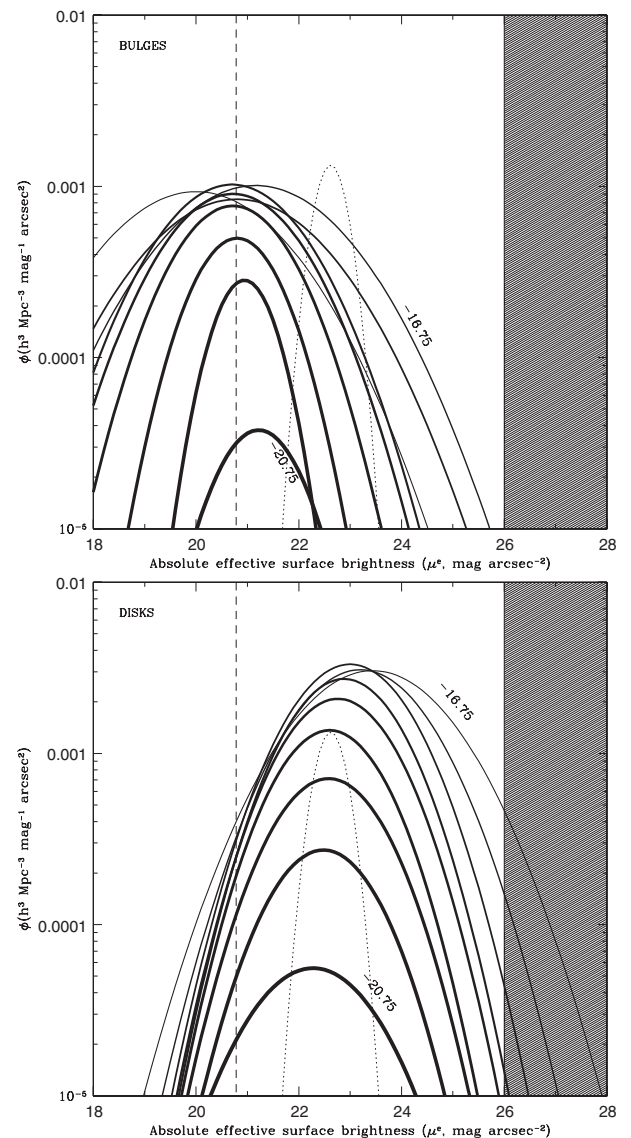 0.01
BULGES
0.001
ϕ(h³ Mpc⁻³ mag⁻¹ arcsec²)
−16.75
0.0001
−20.75
10⁻⁵
18 20 22 24 26 28
Absolute effective surface brightness (μᵉ, mag arcsec⁻²)
0.01
DISKS
−16.75
0.001
ϕ(h³ Mpc⁻³ mag⁻¹ arcsec²)
0.0001
−20.75
10⁻⁵
18 20 22 24 26 28
Absolute effective surface brightness (μᵉ, mag arcsec⁻²)